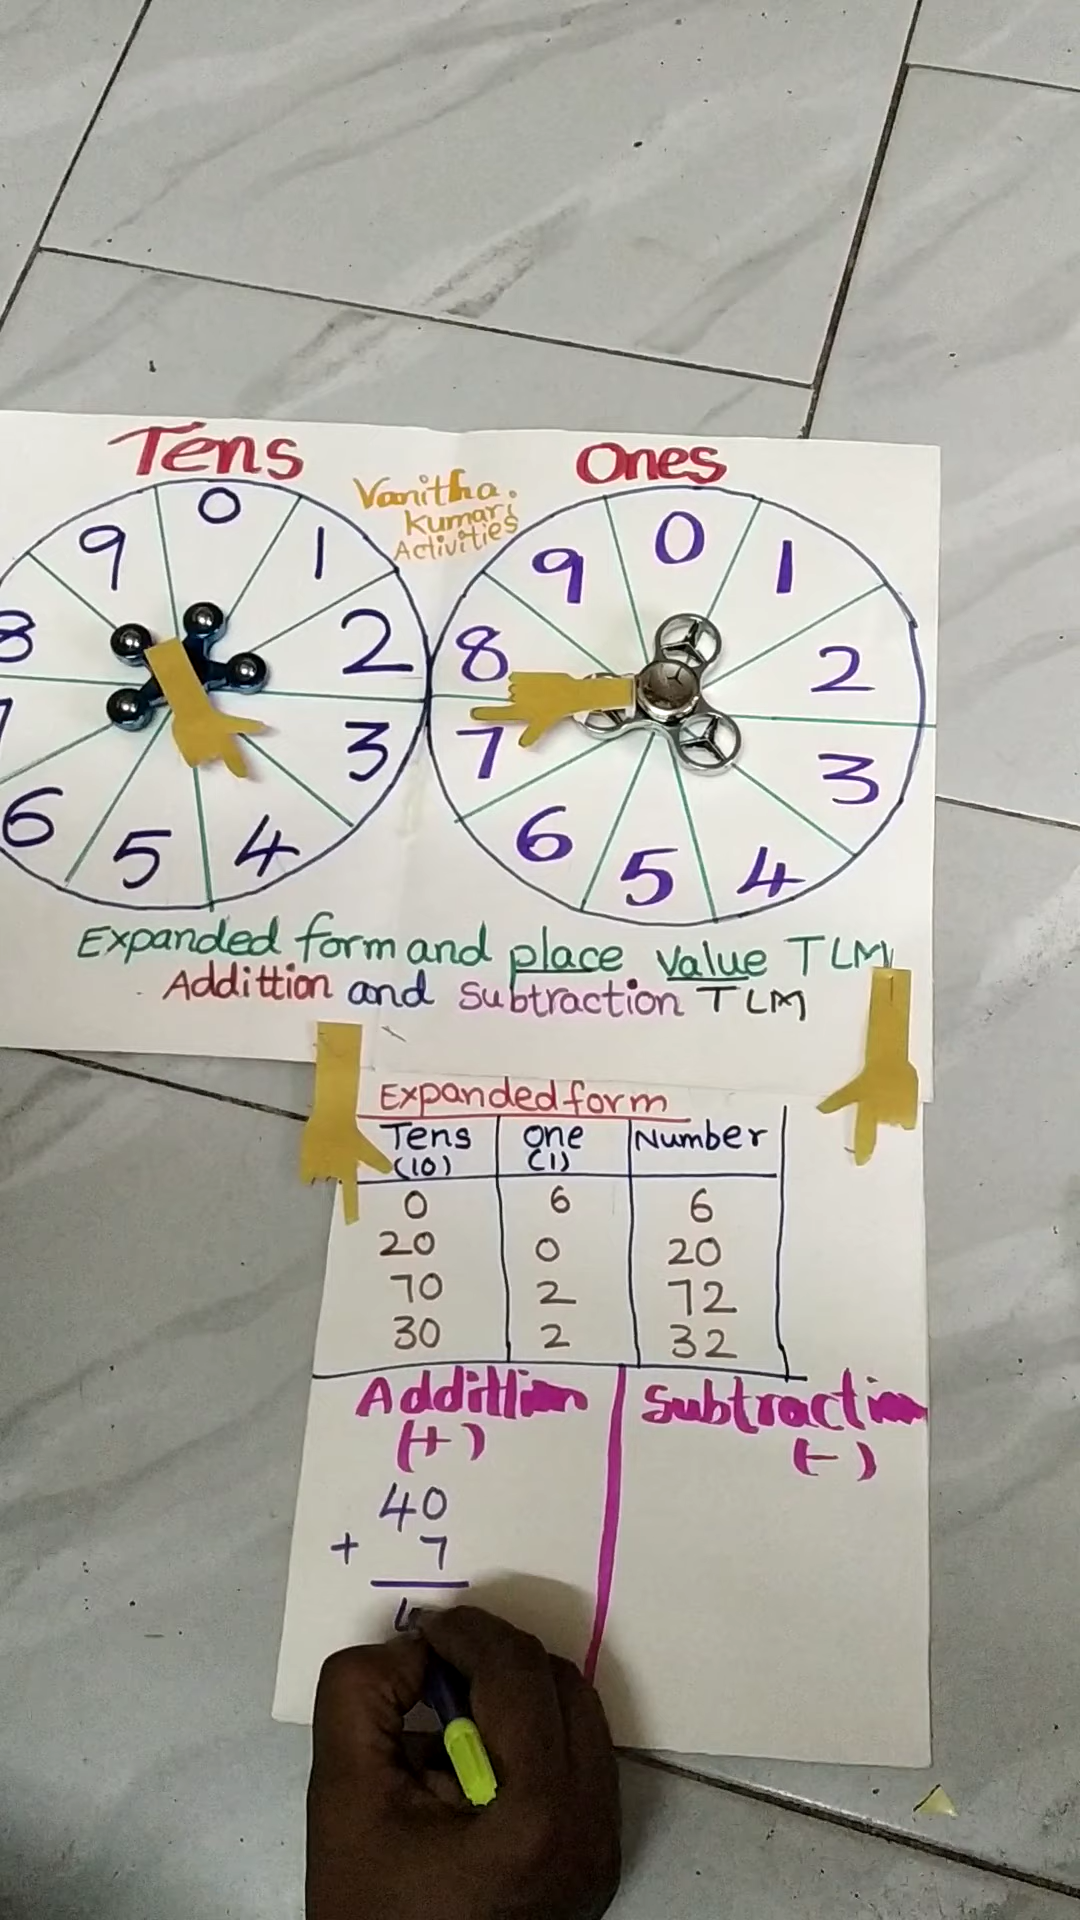 Tens
Ones
Vanitha.
Kumari
Activities
0
1
2
3
4
5
6
8
9
0
1
2
3
4
5
6
7
8
9
Expanded form and place value TLM
Addittion and Subtraction TLM
Expanded form
Tens one Number
(10) (1)
0 6 6
20 0 20
70 2 72
30 2 32
Addittion Subtraction
(+) (-)
40
+ 7
4